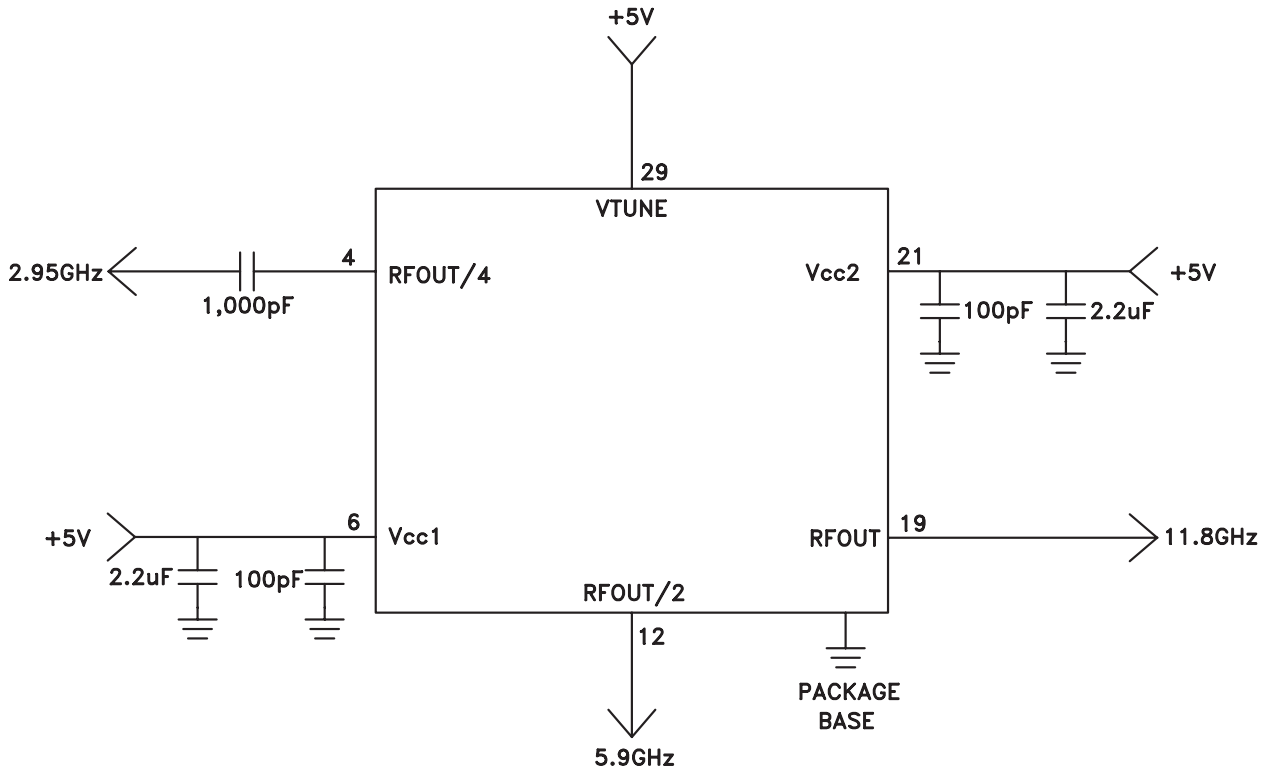 +5V
29
VTUNE
2.95GHz
4
RFOUT/4
1,000pF
Vcc2
21
+5V
100pF
2.2uF
+5V
6
Vcc1
2.2uF
100pF
RFOUT
19
11.8GHz
RFOUT/2
12
5.9GHz
PACKAGE
BASE